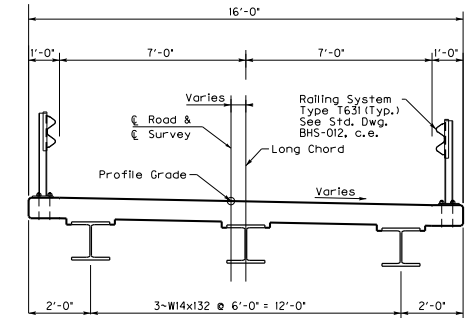 16'-0"
1'-0" 7'-0" 7'-0" 1'-0"
Varies
℄ Road &
℄ Survey
Railing System
Type T631 (Typ.)
See Std. Dwg.
BHS-012, c.e.
Long Chord
Profile Grade
Varies
2'-0" 3~W14x132 @ 6'-0" = 12'-0" 2'-0"